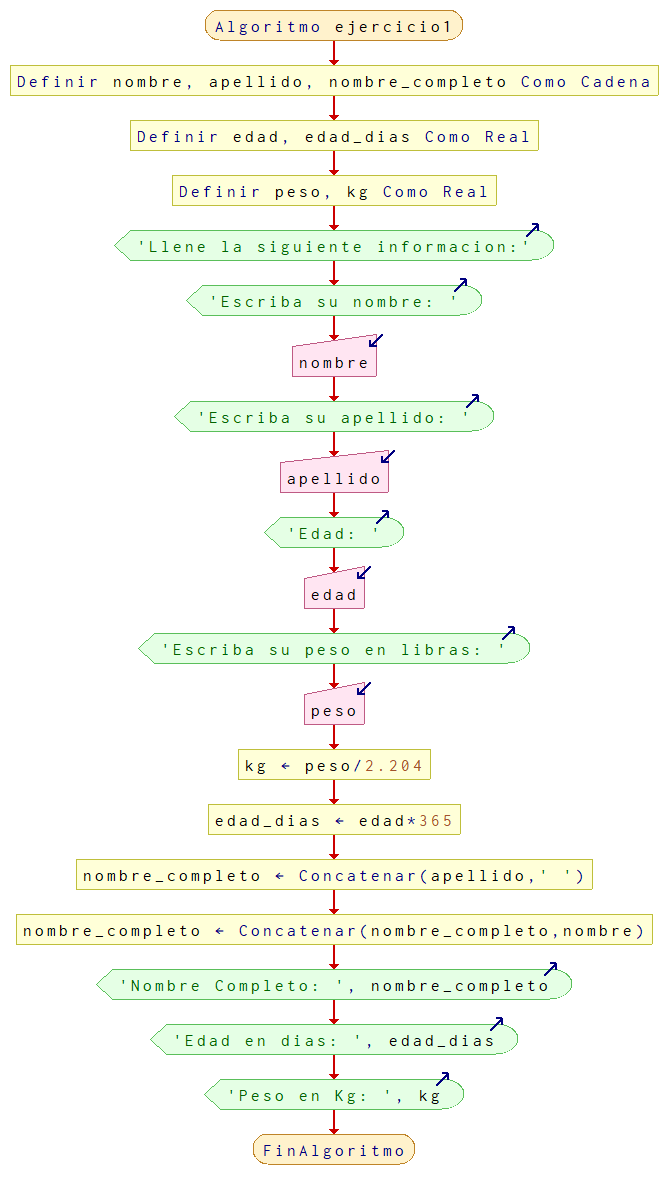 Algoritmo ejercicio1
Definir nombre, apellido, nombre_completo Como Cadena
Definir edad, edad_dias Como Real
Definir peso, kg Como Real
'Llene la siguiente informacion:'
'Escriba su nombre: '
nombre
'Escriba su apellido: '
apellido
'Edad: '
edad
'Escriba su peso en libras: '
peso
kg ← peso/2.204
edad_dias ← edad*365
nombre_completo ← Concatenar(apellido,' ')
nombre_completo ← Concatenar(nombre_completo,nombre)
'Nombre Completo: ', nombre_completo
'Edad en dias: ', edad_dias
'Peso en Kg: ', kg
FinAlgoritmo